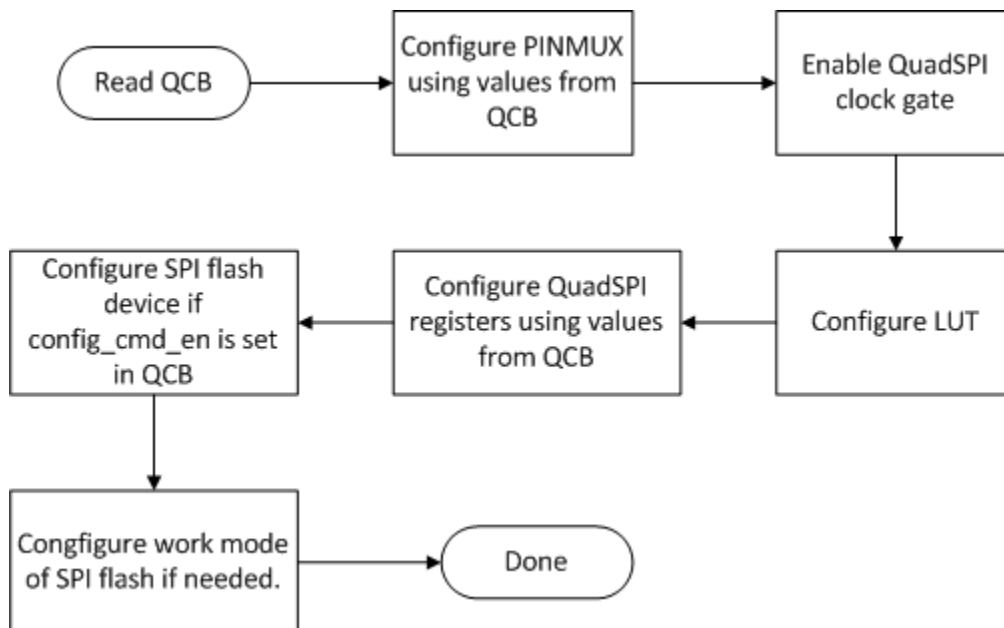 Read QCB
Configure PINMUX
using values from
QCB
Enable QuadSPI
clock gate
Configure LUT
Configure QuadSPI
registers using values
from QCB
Configure SPI flash
device if
config_cmd_en is set
in QCB
Congfigure work mode
of SPI flash if needed.
Done